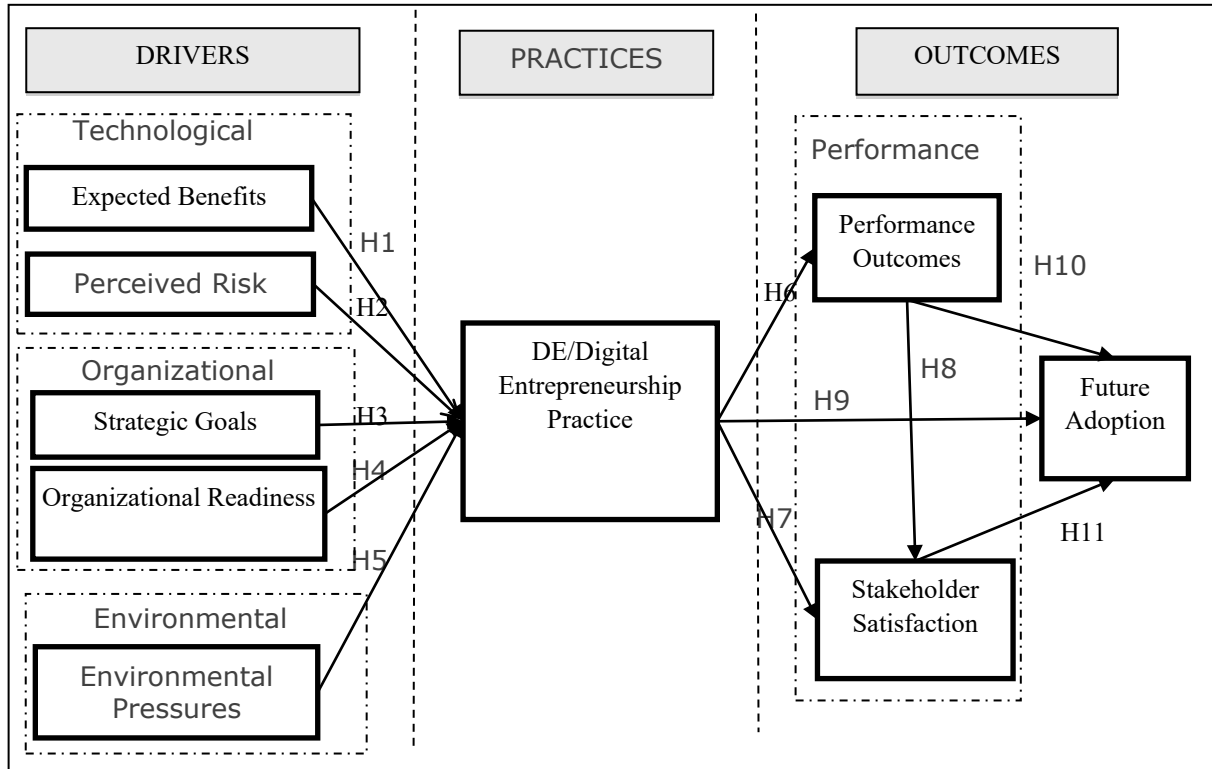 DRIVERS
PRACTICES
OUTCOMES
Technological
Expected Benefits
Perceived Risk
H1
H2
Organizational
Strategic Goals
Organizational Readiness
H3
H4
H5
Environmental
Environmental
Pressures
DE/Digital
Entrepreneurship
Practice
H6
H9
H7
Performance
Performance
Outcomes
H10
H8
Future
Adoption
H11
Stakeholder
Satisfaction